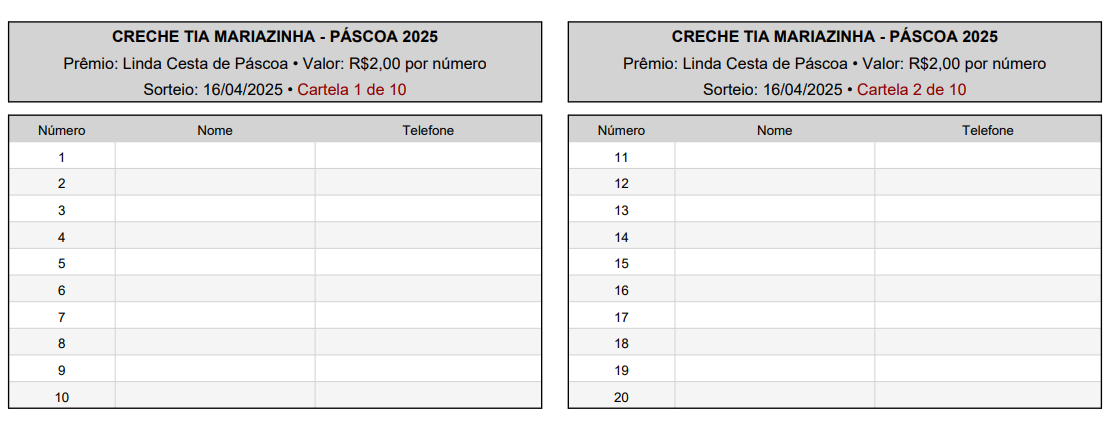 CRECHE TIA MARIAZINHA - PÁSCOA 2025
Prêmio: Linda Cesta de Páscoa • Valor: R$2,00 por número
Sorteio: 16/04/2025 • Cartela 1 de 10
Número Nome Telefone
1
2
3
4
5
6
7
8
9
10
CRECHE TIA MARIAZINHA - PÁSCOA 2025
Prêmio: Linda Cesta de Páscoa • Valor: R$2,00 por número
Sorteio: 16/04/2025 • Cartela 2 de 10
Número Nome Telefone
11
12
13
14
15
16
17
18
19
20